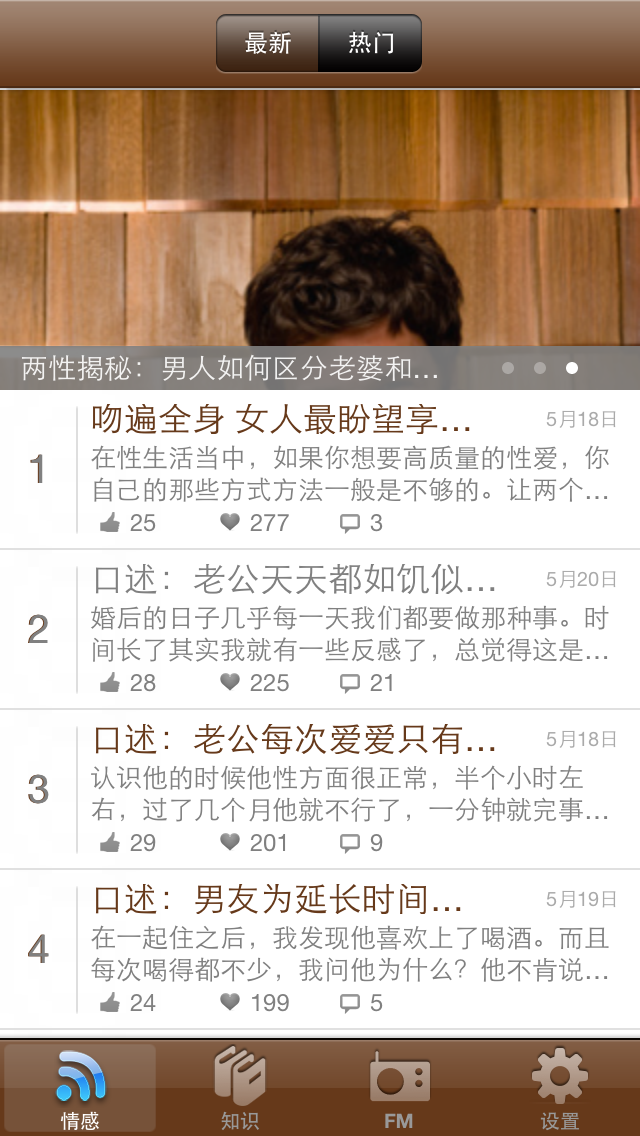 最新 热门
两性揭秘：男人如何区分老婆和...
吻遍全身 女人最盼望享... 5月18日
1
在性生活当中，如果你想要高质量的性爱，你
自己的那些方式方法一般是不够的。让两个...
25 277 3
口述：老公天天都如饥似... 5月20日
2
婚后的日子几乎每一天我们都要做那种事。时
间长了其实我就有一些反感了，总觉得这是...
28 225 21
口述：老公每次爱爱只有... 5月18日
3
认识他的时候他性方面很正常，半个小时左
右，过了几个月他就不行了，一分钟就完事...
29 201 9
口述：男友为延长时间... 5月19日
4
在一起住之后，我发现他喜欢上了喝酒。而且
每次喝得都不少，我问他为什么？他不肯说...
24 199 5
情感 知识 FM 设置